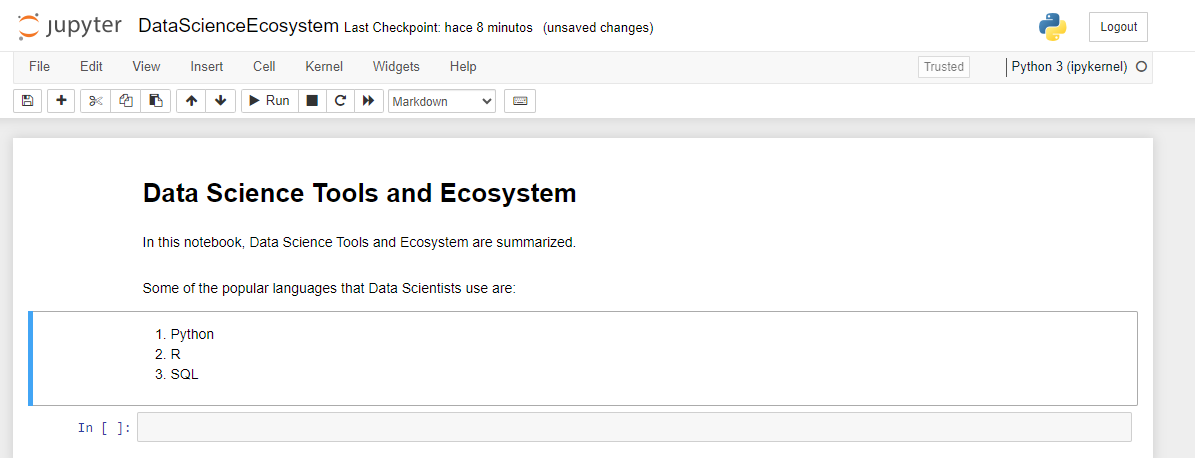 jupyter DataScienceEcosystem Last Checkpoint: hace 8 minutos (unsaved changes) Logout
File Edit View Insert Cell Kernel Widgets Help Trusted Python 3 (ipykernel)
Run Markdown
Data Science Tools and Ecosystem
In this notebook, Data Science Tools and Ecosystem are summarized.
Some of the popular languages that Data Scientists use are:
1. Python
2. R
3. SQL
In [ ]: